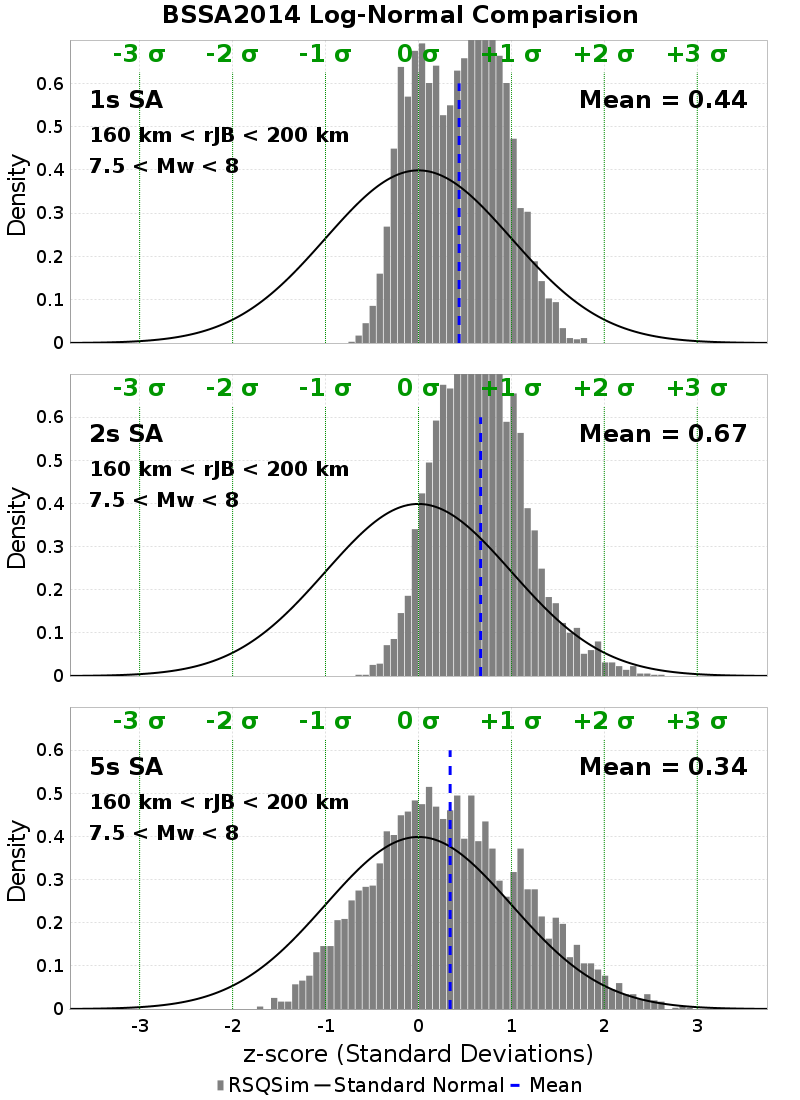 BSSA2014 Log-Normal Comparision
-3 σ -2 σ -1 σ 0 σ +1 σ +2 σ +3 σ
0.6
1s SA Mean = 0.44
0.5
160 km < rJB < 200 km
7.5 < Mw < 8
0.4
0.3
0.2
0.1
0
Density
-3 σ -2 σ -1 σ 0 σ +1 σ +2 σ +3 σ
0.6
2s SA Mean = 0.67
0.5
160 km < rJB < 200 km
7.5 < Mw < 8
0.4
0.3
0.2
0.1
0
Density
-3 σ -2 σ -1 σ 0 σ +1 σ +2 σ +3 σ
0.6
5s SA Mean = 0.34
0.5
160 km < rJB < 200 km
7.5 < Mw < 8
0.4
0.3
0.2
0.1
0
Density
-3 -2 -1 0 1 2 3
z-score (Standard Deviations)
RSQSim Standard Normal Mean